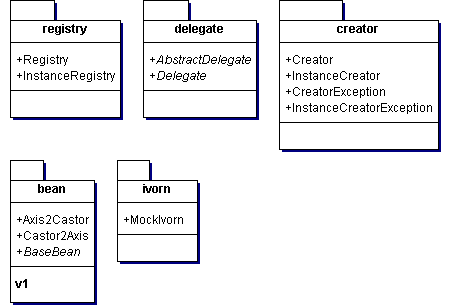 registry
+Registry
+InstanceRegistry
delegate
+AbstractDelegate
+Delegate
creator
+Creator
+InstanceCreator
+CreatorException
+InstanceCreatorException
bean
+Axis2Castor
+Castor2Axis
+BaseBean
v1
ivorn
+MockIvorn